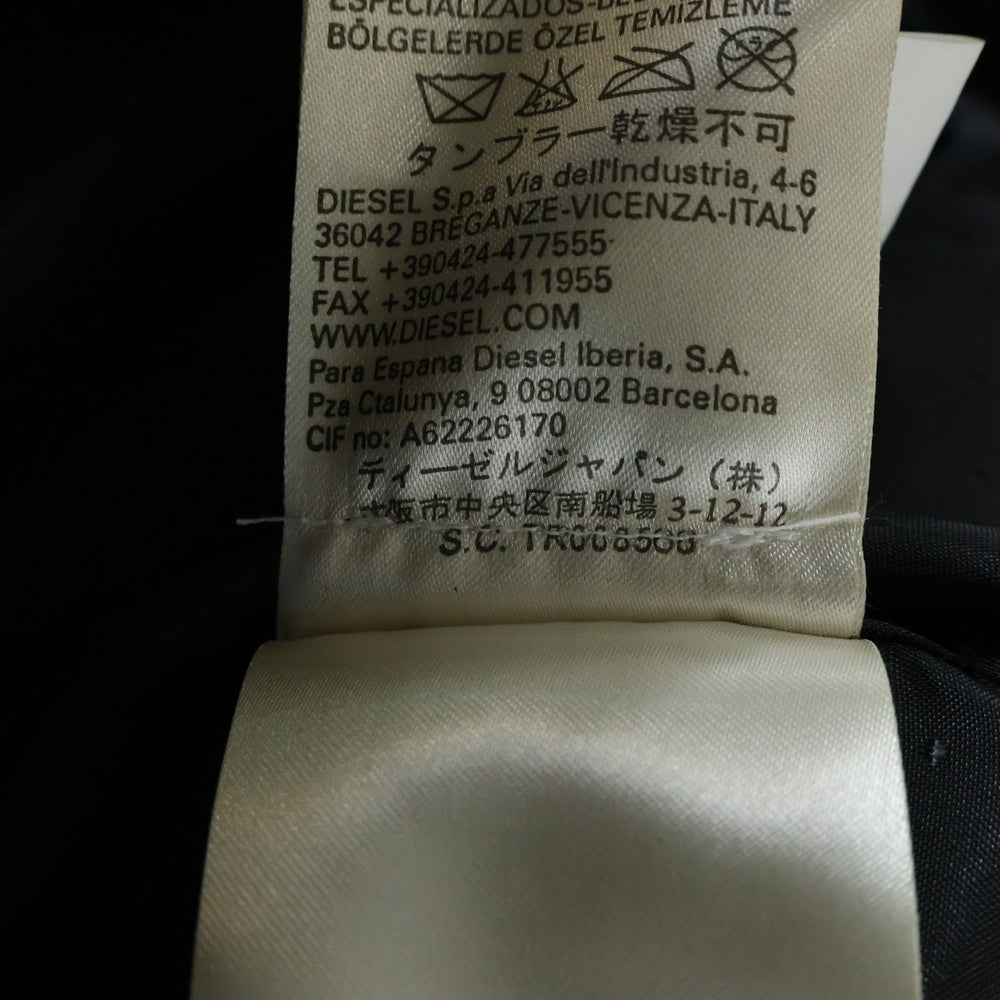 ESPECIALIZADOS-
BÖLGELERDE ÖZEL TEMIZLEME
タンブラー乾燥不可
DIESEL S.p.a Via dell'Industria, 4-6
36042 BREGANZE-VICENZA-ITALY
TEL +390424-477555
FAX +390424-411955
WWW.DIESEL.COM
Para Espana Diesel Iberia, S.A.
Pza Ctalunya, 9 08002 Barcelona
CIF no: A62226170
ディーゼルジャパン（株）
大阪市中央区南船場 3-12-12
S.C.